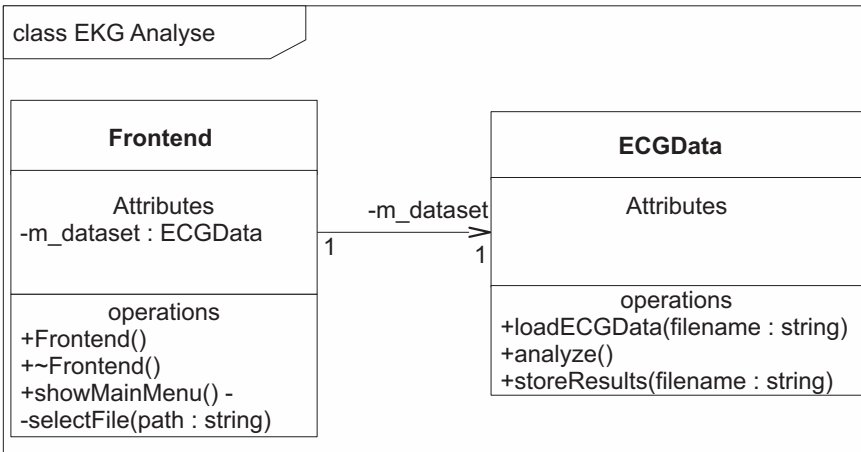 class EKG Analyse
Frontend
Attributes
-m_dataset : ECGData
operations
+Frontend()
+~Frontend()
+showMainMenu() -
-selectFile(path : string)
-m_dataset
1
1
ECGData
Attributes
operations
+loadECGData(filename : string)
+analyze()
+storeResults(filename : string)